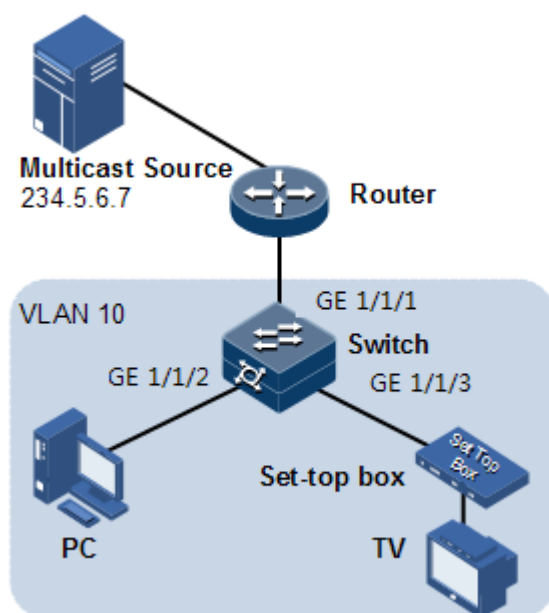 Multicast Source
234.5.6.7
Router
VLAN 10
GE 1/1/1
Switch
GE 1/1/2
GE 1/1/3
Set Top
Box
Set-top box
PC
TV